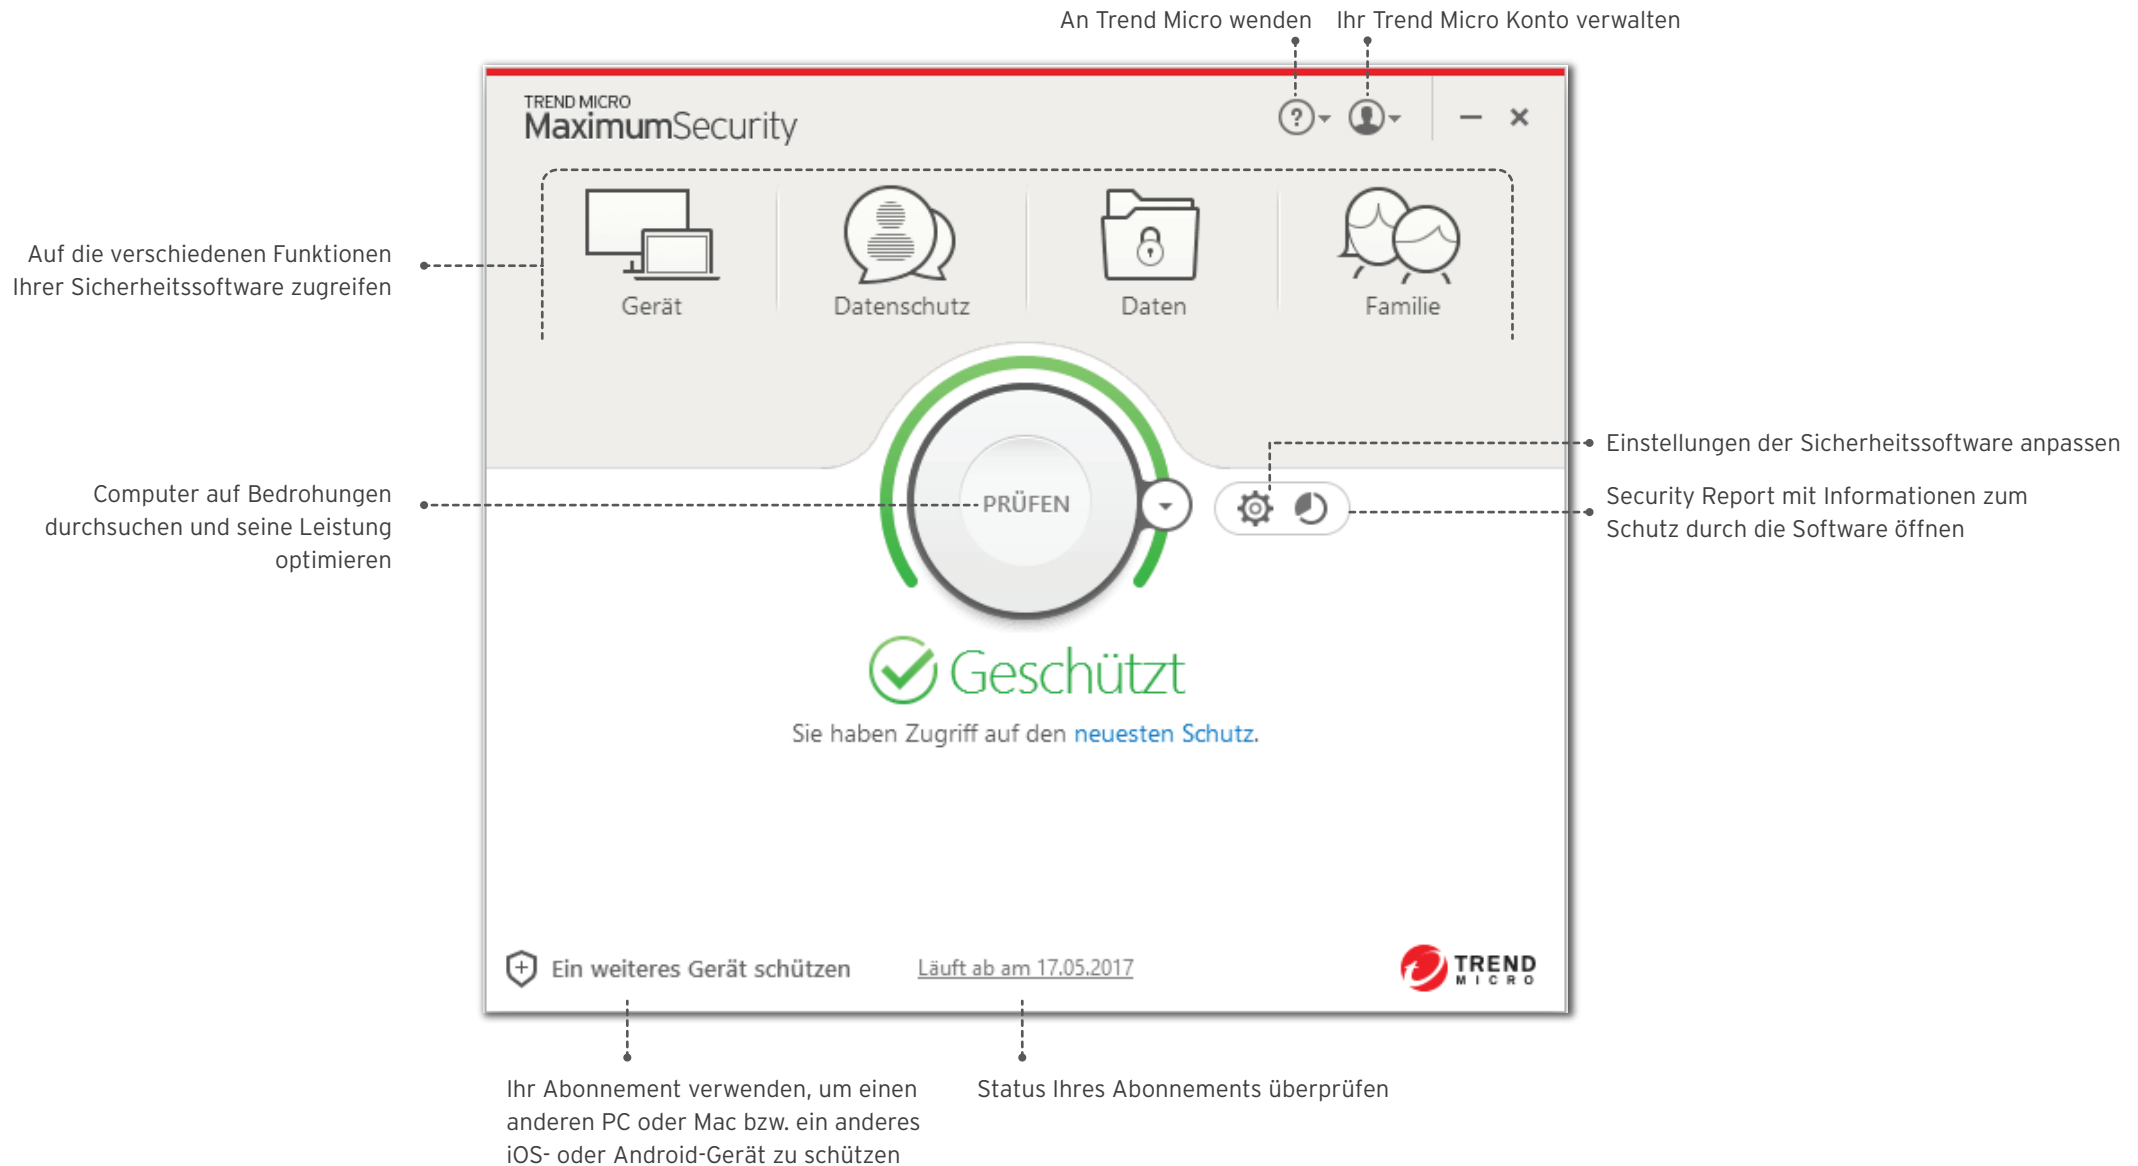 An Trend Micro wenden
Ihr Trend Micro Konto verwalten
TREND MICRO
MaximumSecurity
?
Auf die verschiedenen Funktionen
Ihrer Sicherheitssoftware zugreifen
Gerät
Datenschutz
Daten
Familie
Einstellungen der Sicherheitssoftware anpassen
Computer auf Bedrohungen
durchsuchen und seine Leistung
optimieren
PRÜFEN
Security Report mit Informationen zum
Schutz durch die Software öffnen
Geschützt
Sie haben Zugriff auf den neuesten Schutz.
Ein weiteres Gerät schützen
Läuft ab am 17.05.2017
TREND
MICRO
Ihr Abonnement verwenden, um einen
anderen PC oder Mac bzw. ein anderes
iOS- oder Android-Gerät zu schützen
Status Ihres Abonnements überprüfen